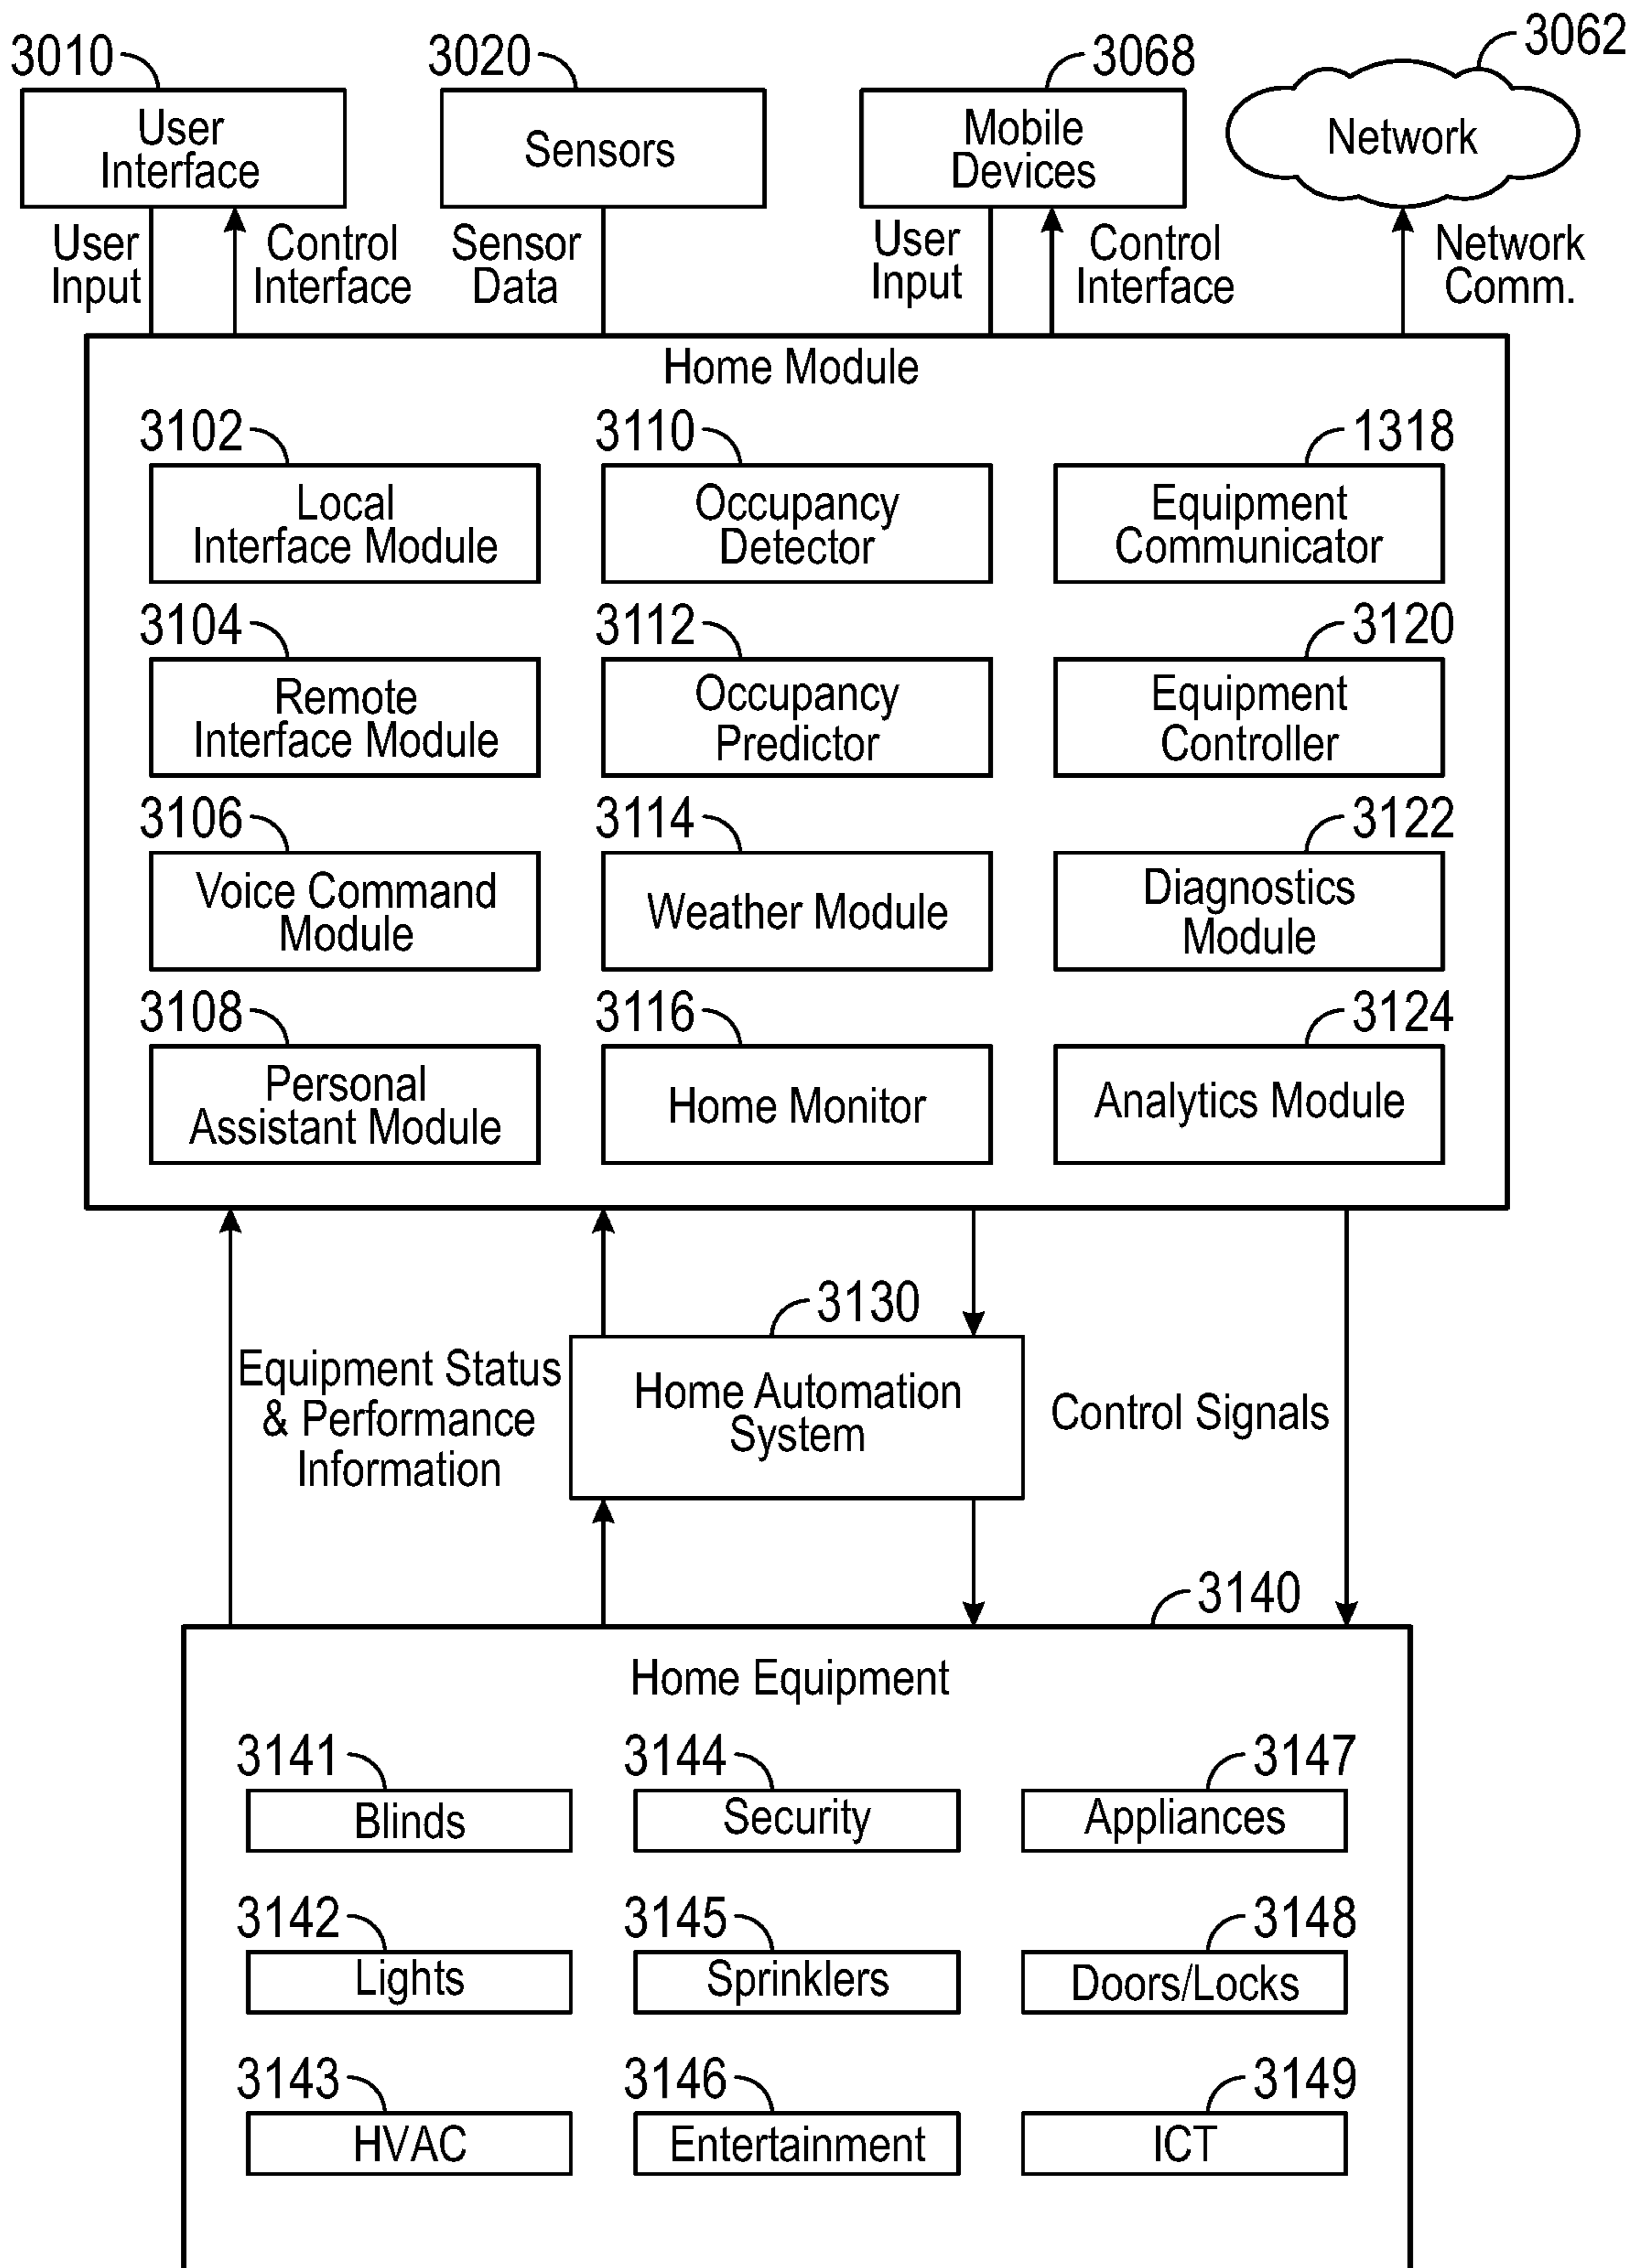 3010
3020
3068
3062
User
Interface
Sensors
Mobile
Devices
Network
User
Input
Control
Interface
Sensor
Data
User
Input
Control
Interface
Network
Comm.
Home Module
3102
3110
1318
Local
Interface Module
Occupancy
Detector
Equipment
Communicator
3104
3112
3120
Remote
Interface Module
Occupancy
Predictor
Equipment
Controller
3106
3114
3122
Voice Command
Module
Weather Module
Diagnostics
Module
3108
3116
3124
Personal
Assistant Module
Home Monitor
Analytics Module
3130
Equipment Status
& Performance
Information
Home Automation
System
Control Signals
3140
Home Equipment
3141
3144
3147
Blinds
Security
Appliances
3142
3145
3148
Lights
Sprinklers
Doors/Locks
3143
3146
3149
HVAC
Entertainment
ICT